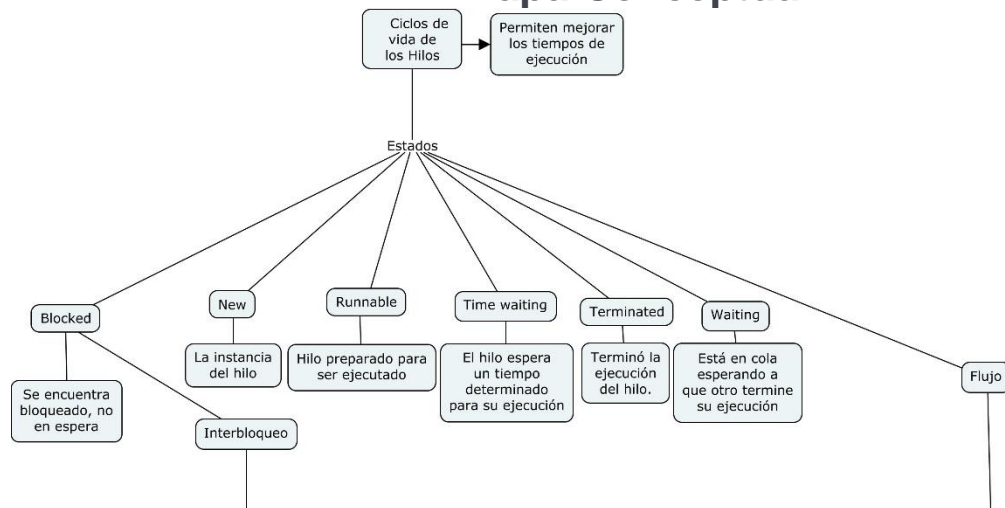 Ciclos de
vida de
los Hilos
Permiten mejorar
los tiempos de
ejecución
Estados
Blocked
New
Runnable
Time waiting
Terminated
Waiting
Flujo
Se encuentra
bloqueado, no
en espera
Interbloqueo
La instancia
del hilo
Hilo preparado para
ser ejecutado
El hilo espera
un tiempo
determinado
para su ejecución
Terminó la
ejecución
del hilo.
Está en cola
esperando a
que otro termine
su ejecución